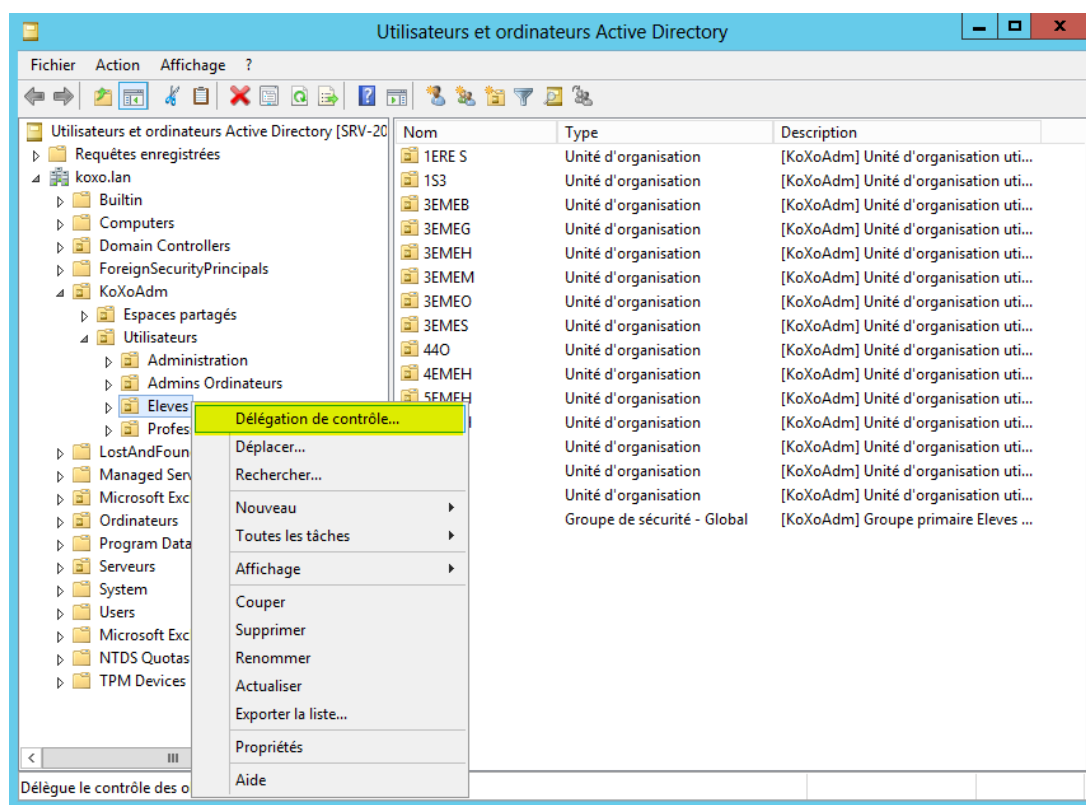 Utilisateurs et ordinateurs Active Directory
Fichier Action Affichage ?
Utilisateurs et ordinateurs Active Directory [SRV-20
Requêtes enregistrées
koxo.lan
Builtin
Computers
Domain Controllers
ForeignSecurityPrincipals
KoXoAdm
Espaces partagés
Utilisateurs
Administration
Admins Ordinateurs
Eleves
Profes
LostAndFoun
Managed Serv
Microsoft Exc
Ordinateurs
Program Data
Serveurs
System
Users
Microsoft Exc
NTDS Quotas
TPM Devices
Nom Type Description
1ERE S Unité d'organisation [KoXoAdm] Unité d'organisation uti...
1S3 Unité d'organisation [KoXoAdm] Unité d'organisation uti...
3EMEB Unité d'organisation [KoXoAdm] Unité d'organisation uti...
3EMEG Unité d'organisation [KoXoAdm] Unité d'organisation uti...
3EMEH Unité d'organisation [KoXoAdm] Unité d'organisation uti...
3EMEM Unité d'organisation [KoXoAdm] Unité d'organisation uti...
3EMEO Unité d'organisation [KoXoAdm] Unité d'organisation uti...
3EMES Unité d'organisation [KoXoAdm] Unité d'organisation uti...
44O Unité d'organisation [KoXoAdm] Unité d'organisation uti...
4EMEH Unité d'organisation [KoXoAdm] Unité d'organisation uti...
5EMEH Unité d'organisation [KoXoAdm] Unité d'organisation uti...
Unité d'organisation [KoXoAdm] Unité d'organisation uti...
Unité d'organisation [KoXoAdm] Unité d'organisation uti...
Unité d'organisation [KoXoAdm] Unité d'organisation uti...
Unité d'organisation [KoXoAdm] Unité d'organisation uti...
Groupe de sécurité - Global [KoXoAdm] Groupe primaire Eleves ...
Délégation de contrôle...
Déplacer...
Rechercher...
Nouveau
Toutes les tâches
Affichage
Couper
Supprimer
Renommer
Actualiser
Exporter la liste...
Propriétés
Aide
Délègue le contrôle des o